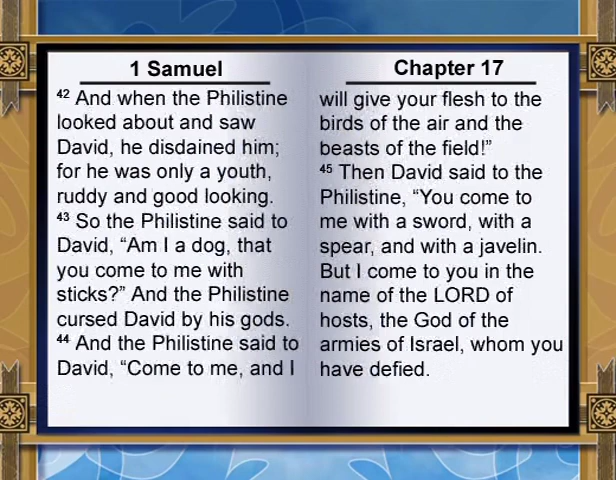 1 Samuel
42 And when the Philistine
looked about and saw
David, he disdained him;
for he was only a youth,
ruddy and good looking.
43 So the Philistine said to
David, “Am I a dog, that
you come to me with
sticks?” And the Philistine
cursed David by his gods.
44 And the Philistine said to
David, “Come to me, and I
Chapter 17
will give your flesh to the
birds of the air and the
beasts of the field!”
45 Then David said to the
Philistine, “You come to
me with a sword, with a
spear, and with a javelin.
But I come to you in the
name of the LORD of
hosts, the God of the
armies of Israel, whom you
have defied.